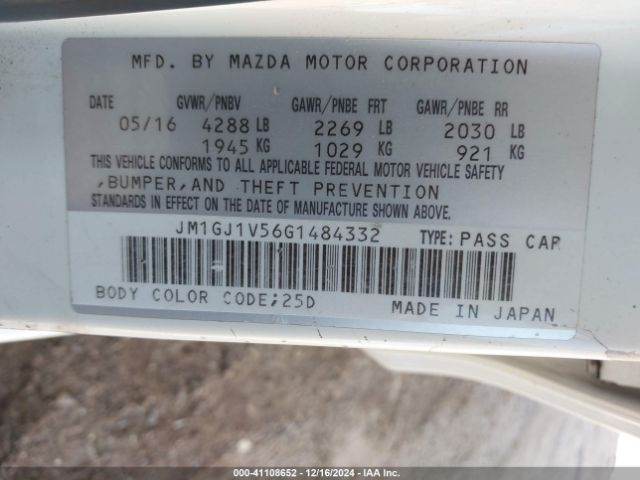 MFD. BY MAZDA MOTOR CORPORATION
DATE GVWR/PNBV GAWR/PNBE FRT GAWR/PNBE RR
05/16 4288 LB 2269 LB 2030 LB
1945 KG 1029 KG 921 KG
THIS VEHICLE CONFORMS TO ALL APPLICABLE FEDERAL MOTOR VEHICLE SAFETY
,BUMPER,AND THEFT PREVENTION
STANDARDS IN EFFECT ON THE DATE OF MANUFACTURE SHOWN ABOVE.
JM1GJ1V56G1484332 TYPE: PASS CAR
BODY COLOR CODE;25D MADE IN JAPAN
000-41108652 - 12/16/2024 - IAA Inc.